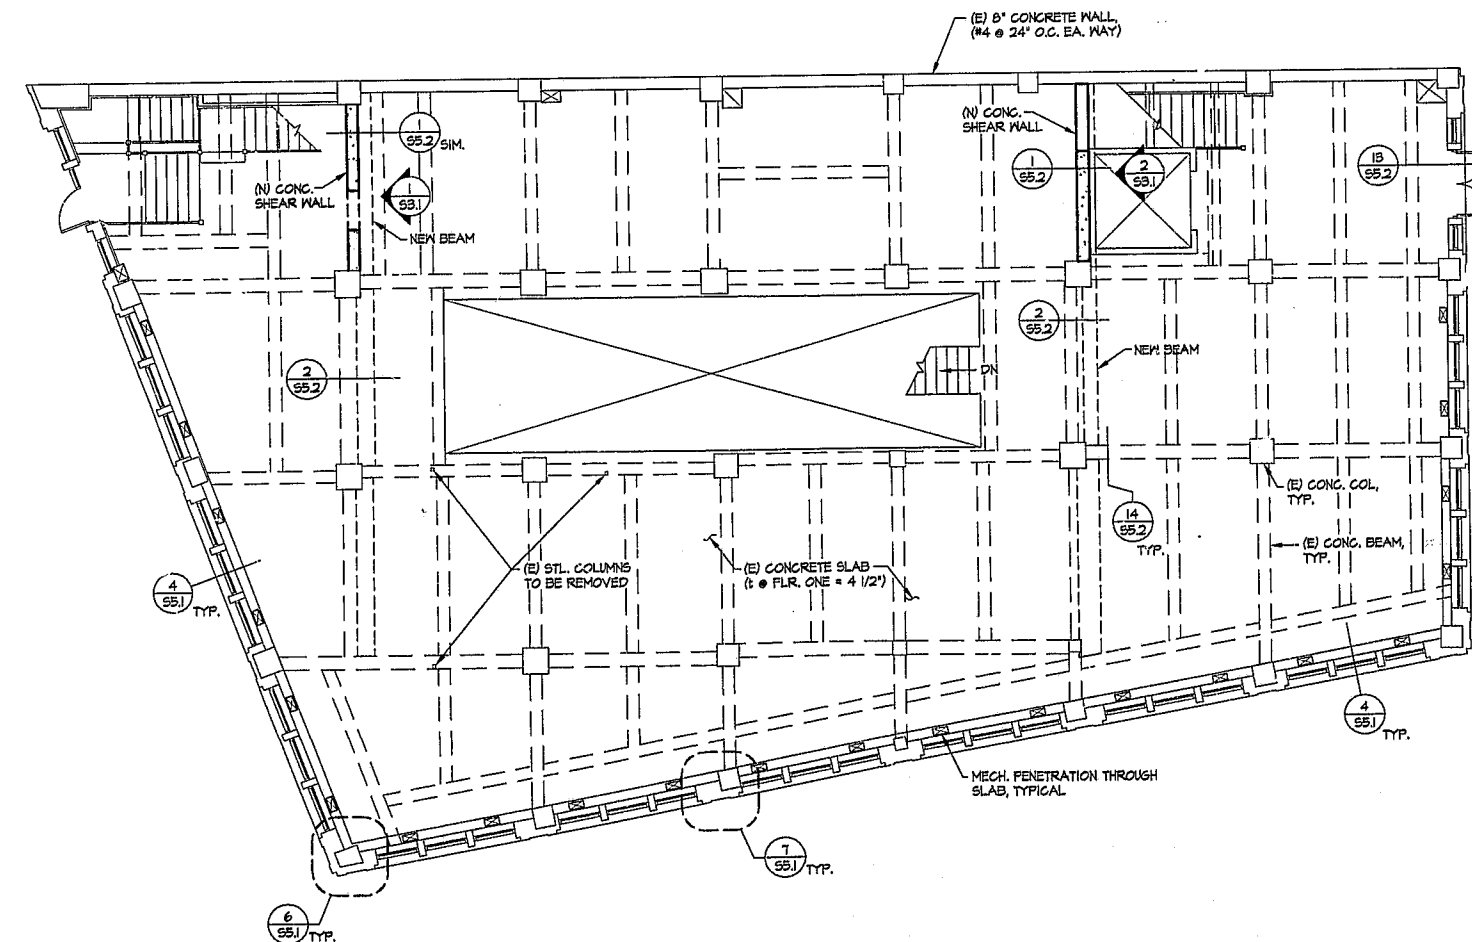 (E) 8" CONCRETE WALL,
(#4 @ 24" O.C. EA. WAY)
(N) CONC.
SHEAR WALL
1
S5.2 SIM.
1
S3.1
NEW BEAM
(N) CONC.
SHEAR WALL
1
S5.2
2
S3.1
13
S5.2
2
S5.2
2
S5.2
NEW BEAM
DN
(E) CONC. COL,
TYP.
14
S5.2
TYP.
(E) CONC. BEAM,
TYP.
(E) STL. COLUMNS
TO BE REMOVED
(E) CONCRETE SLAB
(t @ FLR. ONE = 4 1/2")
4
S5.1 TYP.
4
S5.1
TYP.
MECH. PENETRATION THROUGH
SLAB, TYPICAL
7
S5.1 TYP.
6
S5.1 TYP.